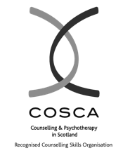 COSCA
Counselling & Psychotherapy
in Scotland
Recognised Counselling Skills Organisation